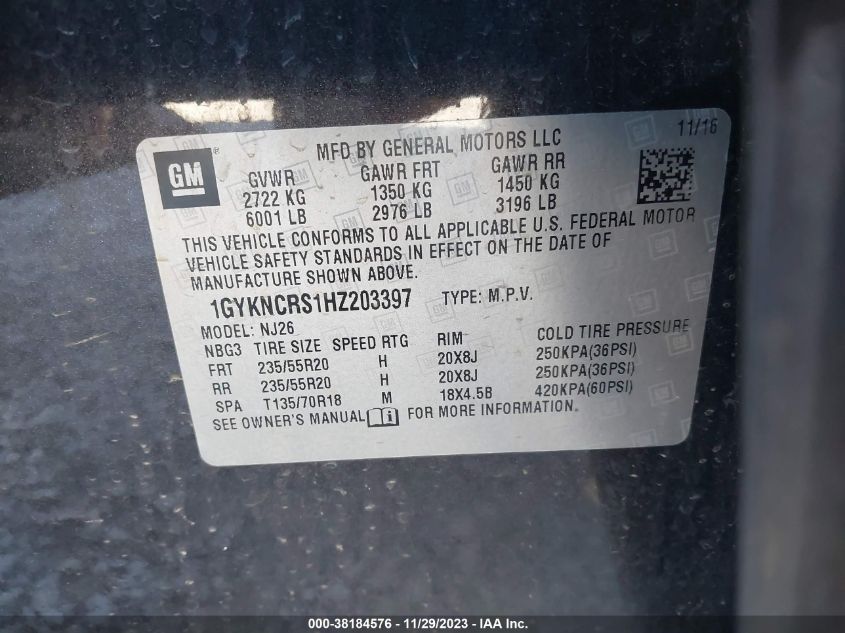 GM ®
MFD BY GENERAL MOTORS LLC
11/16
GVWR GAWR FRT GAWR RR
2722 KG 1350 KG 1450 KG
6001 LB 2976 LB 3196 LB
THIS VEHICLE CONFORMS TO ALL APPLICABLE U.S. FEDERAL MOTOR
VEHICLE SAFETY STANDARDS IN EFFECT ON THE DATE OF
MANUFACTURE SHOWN ABOVE.
1GYKNCRS1HZ203397 TYPE: M.P.V.
MODEL: NJ26
NBG3 TIRE SIZE SPEED RTG RIM COLD TIRE PRESSURE
FRT 235/55R20 H 20X8J 250KPA(36PSI)
RR 235/55R20 H 20X8J 250KPA(36PSI)
SPA T135/70R18 M 18X4.5B 420KPA(60PSI)
SEE OWNER'S MANUAL FOR MORE INFORMATION.
000-38184576 - 11/29/2023 - IAA Inc.